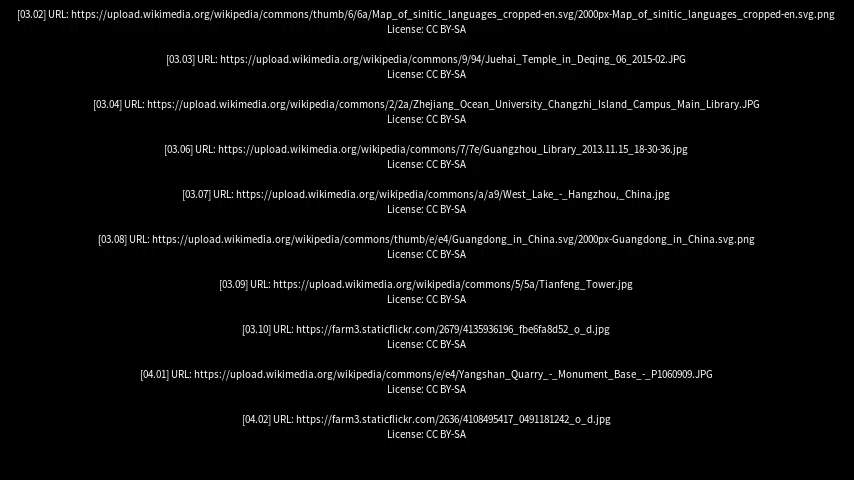 [03.02] URL: https://upload.wikimedia.org/wikipedia/commons/thumb/6/6a/Map_of_sinitic_languages_cropped-en.svg/2000px-Map_of_sinitic_languages_cropped-en.svg.png
License: CC BY-SA
[03.03] URL: https://upload.wikimedia.org/wikipedia/commons/9/94/Juehai_Temple_in_Deqing_06_2015-02.JPG
License: CC BY-SA
[03.04] URL: https://upload.wikimedia.org/wikipedia/commons/2/2a/Zhejiang_Ocean_University_Changzhi_Island_Campus_Main_Library.JPG
License: CC BY-SA
[03.06] URL: https://upload.wikimedia.org/wikipedia/commons/7/7e/Guangzhou_Library_2013.11.15_18-30-36.jpg
License: CC BY-SA
[03.07] URL: https://upload.wikimedia.org/wikipedia/commons/a/a9/West_Lake_-_Hangzhou,_China.jpg
License: CC BY-SA
[03.08] URL: https://upload.wikimedia.org/wikipedia/commons/thumb/e/e4/Guangdong_in_China.svg/2000px-Guangdong_in_China.svg.png
License: CC BY-SA
[03.09] URL: https://upload.wikimedia.org/wikipedia/commons/5/5a/Tianfeng_Tower.jpg
License: CC BY-SA
[03.10] URL: https://farm3.staticflickr.com/2679/4135936196_fbe6fa8d52_o_d.jpg
License: CC BY-SA
[04.01] URL: https://upload.wikimedia.org/wikipedia/commons/e/e4/Yangshan_Quarry_-_Monument_Base_-_P1060909.JPG
License: CC BY-SA
[04.02] URL: https://farm3.staticflickr.com/2636/4108495417_0491181242_o_d.jpg
License: CC BY-SA